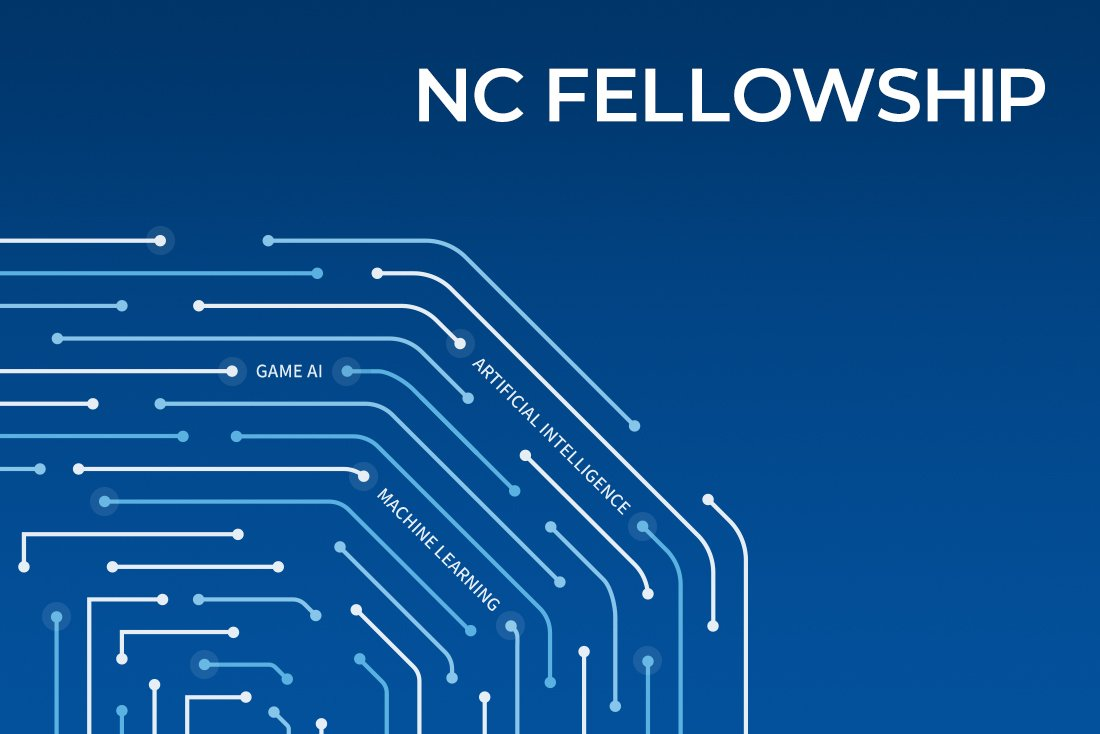 NC FELLOWSHIP
GAME AI
ARTIFICIAL INTELLIGENCE
MACHINE LEARNING